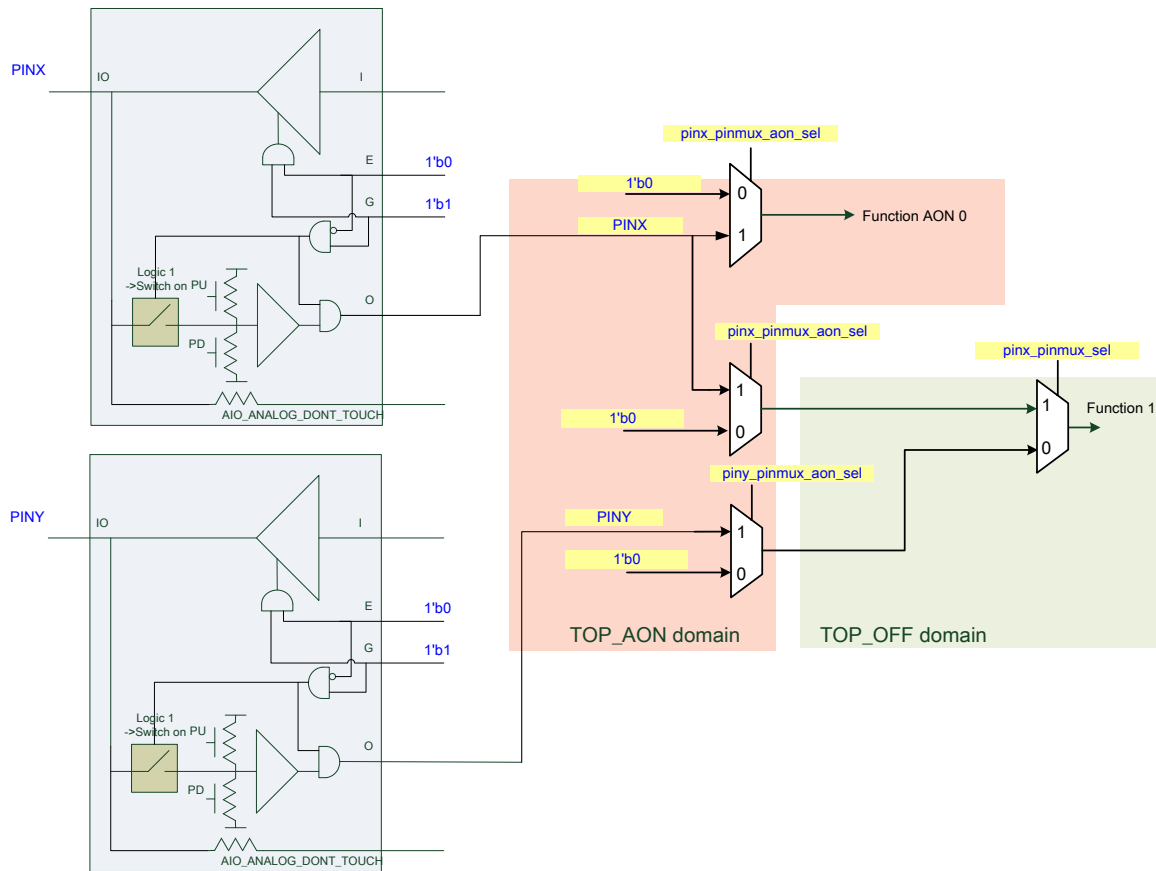 PINX
IO
I
E
1'b0
G
1'b1
Logic 1
->Switch on
PU
PD
O
AIO_ANALOG_DONT_TOUCH
pinx_pinmux_aon_sel
1'b0
0
PINX
1
Function AON 0
pinx_pinmux_aon_sel
1
1'b0
0
pinx_pinmux_sel
1
Function 1
0
piny_pinmux_aon_sel
PINY
1
1'b0
0
TOP_AON domain
TOP_OFF domain
PINY
IO
I
E
1'b0
G
1'b1
Logic 1
->Switch on
PU
PD
O
AIO_ANALOG_DONT_TOUCH